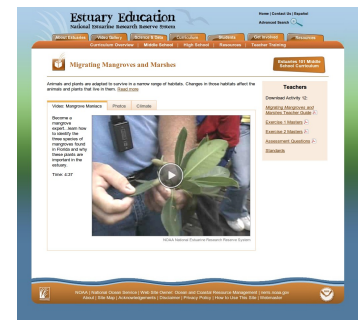 Estuary Education
National Estuarine Research Reserve System
Home | Contact Us | Español
Advanced Search
About Estuaries
Video Gallery
Science & Data
Curriculum
Students
Get Involved
Resources
Curriculum Overview | Middle School | High School | Resources | Teacher Training
Migrating Mangroves and Marshes
Estuaries 101 Middle School Curriculum
Animals and plants are adapted to survive in a narrow range of habitats. Changes in those habitats affect the
animals and plants that live in them. Read more
Video: Mangrove Maniacs
Photos
Climate
Become a
mangrove
expert...learn how
to identify the
three species of
mangroves found
in Florida and why
these plants are
important in the
estuary.
Time: 4:37
NOAA National Estuarine Research Reserve System
Teachers
Download Activity 12:
Migrating Mangroves and
Marshes Teacher Guide
Exercise 1 Masters
Exercise 2 Masters
Assessment Questions
Standards
NOAA | National Ocean Service | Web Site Owner: Ocean and Coastal Resource Management | nerrs.noaa.gov
About | Site Map | Acknowledgements | Disclaimer | Privacy Policy | How to Use This Site | Webmaster